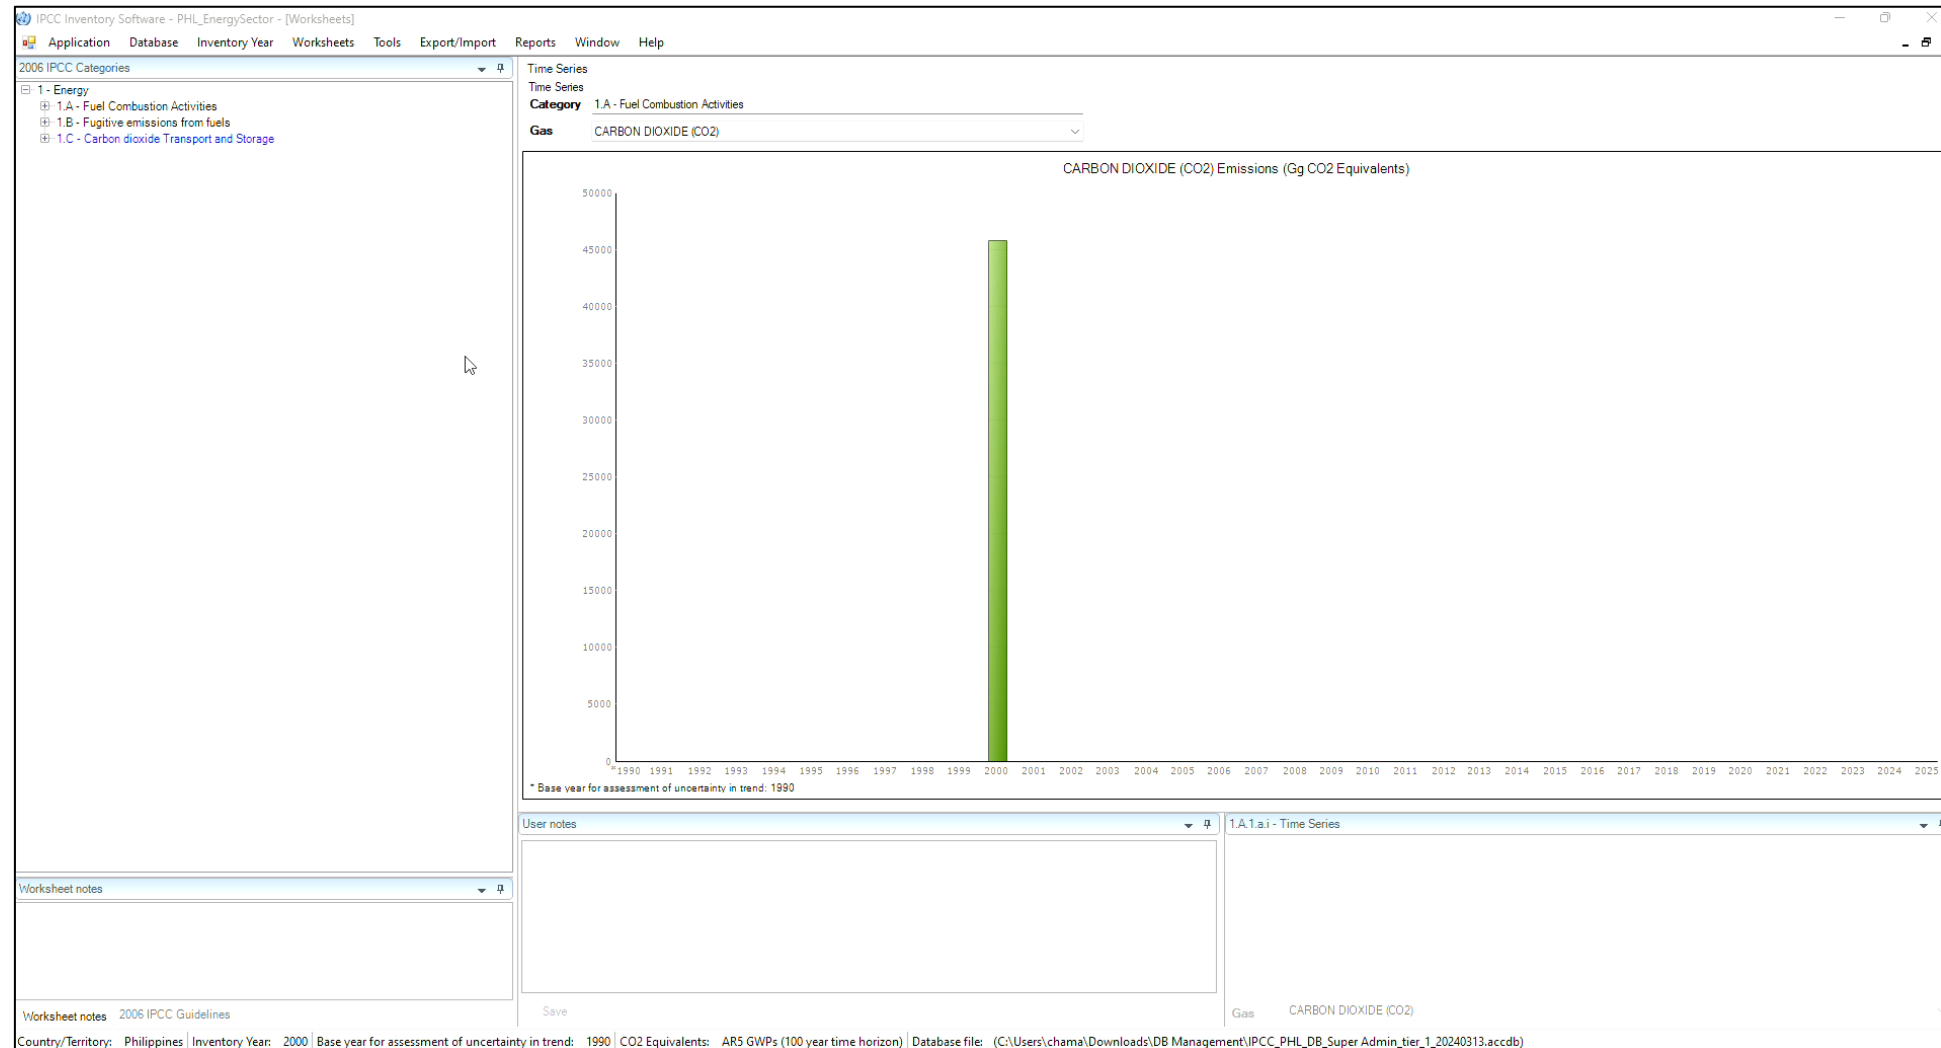 IPCC Inventory Software - PHL_EnergySector - [Worksheets]
Application Database Inventory Year Worksheets Tools Export/Import Reports Window Help
2006 IPCC Categories
1 - Energy
1.A - Fuel Combustion Activities
1.B - Fugitive emissions from fuels
1.C - Carbon dioxide Transport and Storage
Time Series
Time Series
Category 1.A - Fuel Combustion Activities
Gas CARBON DIOXIDE (CO2)
CARBON DIOXIDE (CO2) Emissions (Gg CO2 Equivalents)
50000
45000
40000
35000
30000
25000
20000
15000
10000
5000
0
*1990 1991 1992 1993 1994 1995 1996 1997 1998 1999 2000 2001 2002 2003 2004 2005 2006 2007 2008 2009 2010 2011 2012 2013 2014 2015 2016 2017 2018 2019 2020 2021 2022 2023 2024 2025
* Base year for assessment of uncertainty in trend: 1990
User notes
Save
1.A.1.a.i - Time Series
Gas CARBON DIOXIDE (CO2)
Worksheet notes
Worksheet notes 2006 IPCC Guidelines
Country/Territory: Philippines Inventory Year: 2000 Base year for assessment of uncertainty in trend: 1990 CO2 Equivalents: AR5 GWPs (100 year time horizon) Database file: (C:\Users\chama\Downloads\DB Management\IPCC_PHL_DB_Super Admin_tier_1_20240313.accdb)